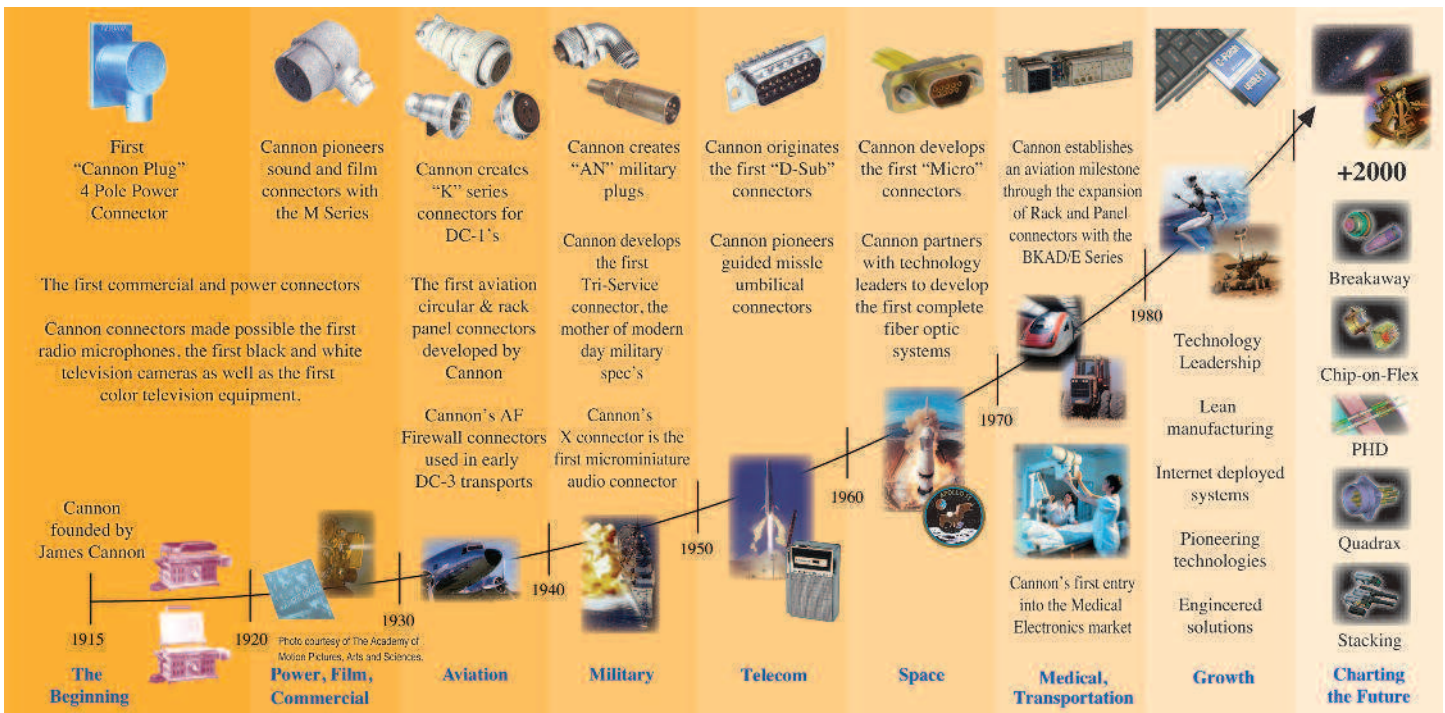 First
“Cannon Plug”
4 Pole Power
Connector
Cannon pioneers
sound and film
connectors with
the M Series
The first commercial and power connectors
Cannon connectors made possible the first
radio microphones, the first black and white
television cameras as well as the first
color television equipment.
Cannon
founded by
James Cannon
Cannon creates
“K” series
connectors for
DC-1’s
The first aviation
circular & rack
panel connectors
developed by
Cannon
Cannon’s AF
Firewall connectors
used in early
DC-3 transports
Cannon creates
“AN” military
plugs
Cannon develops
the first
Tri-Service
connector, the
mother of modern
day military
spec’s
Cannon’s
X connector is the
first microminiature
audio connector
Cannon originates
the first “D-Sub”
connectors
Cannon pioneers
guided missle
umbilical
connectors
Cannon develops
the first “Micro”
connectors
Cannon partners
with technology
leaders to develop
the first complete
fiber optic
systems
APOLLO 11
Cannon establishes
an aviation milestone
through the expansion
of Rack and Panel
connectors with the
BKAD/E Series
Cannon’s first entry
into the Medical
Electronics market
Technology
Leadership
Lean
manufacturing
Internet deployed
systems
Pioneering
technologies
Engineered
solutions
+2000
Breakaway
Chip-on-Flex
PHD
Quadrax
Stacking
1915
1920
1930
1940
1950
1960
1970
1980
Photo courtesy of The Academy of
Motion Pictures, Arts and Sciences.
The
Beginning
Power, Film,
Commercial
Aviation
Military
Telecom
Space
Medical,
Transportation
Growth
Charting
the Future